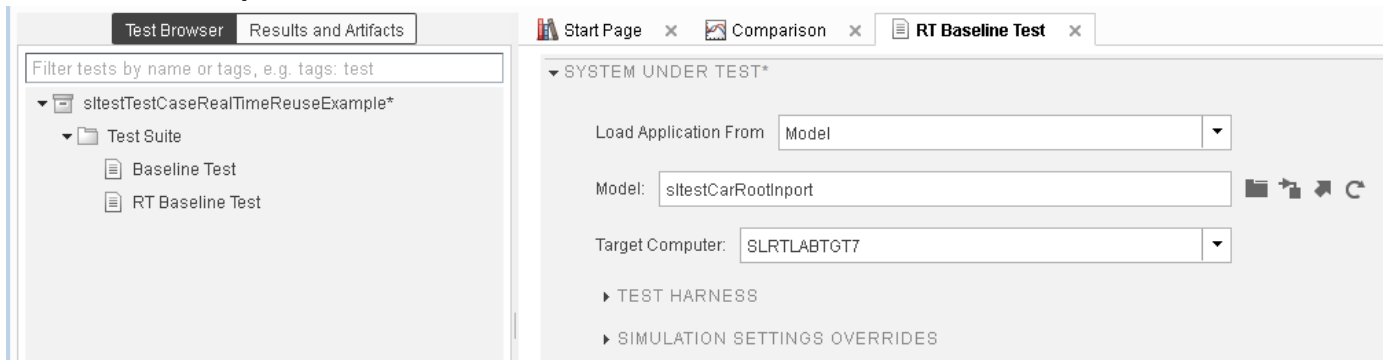 Test Browser Results and Artifacts
Filter tests by name or tags, e.g. tags: test
sltestTestCaseRealTimeReuseExample*
Test Suite
Baseline Test
RT Baseline Test
Start Page Comparison RT Baseline Test
SYSTEM UNDER TEST*
Load Application From Model
Model: sltestCarRootInport
Target Computer: SLRTLABTGT7
TEST HARNESS
SIMULATION SETTINGS OVERRIDES